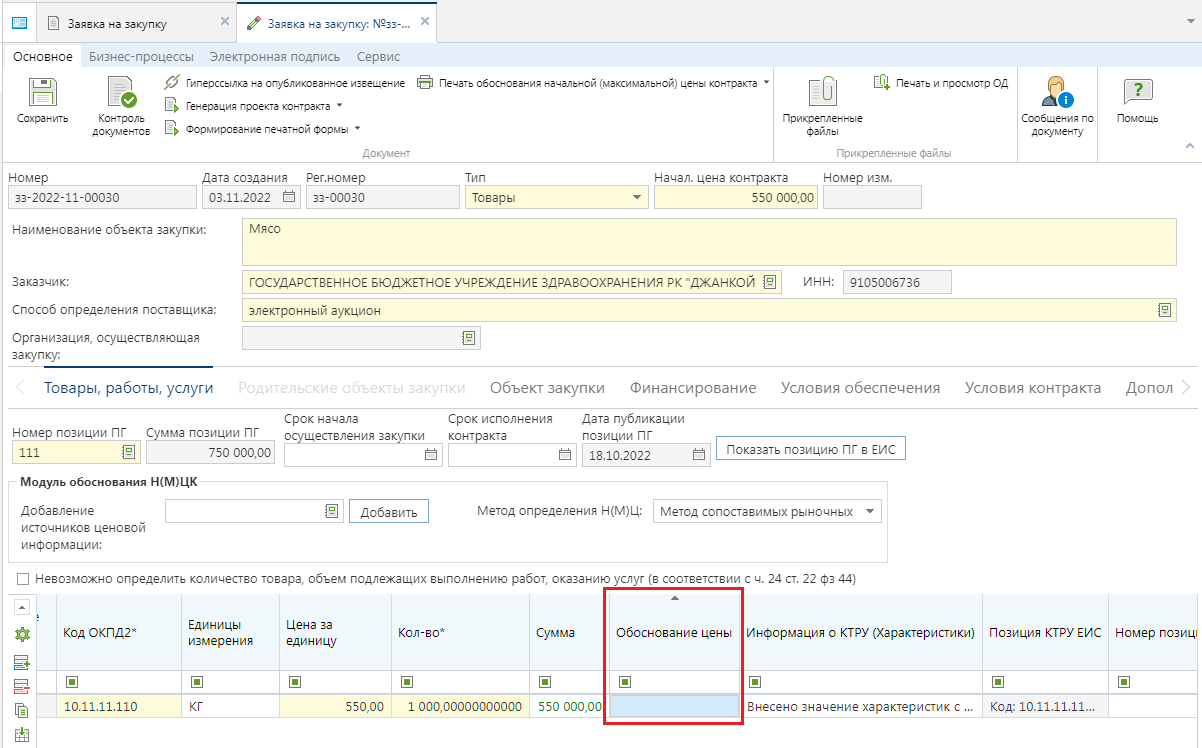 Заявка на закупку
Заявка на закупку: №зз-...
Основное Бизнес-процессы Электронная подпись Сервис
Сохранить
Контроль документов
Гиперссылка на опубликованное извещение
Генерация проекта контракта
Формирование печатной формы
Печать обоснования начальной (максимальной) цены контракта
Документ
Прикрепленные файлы
Печать и просмотр ОД
Прикрепленные файлы
Сообщения по документу
Помощь
Номер Дата создания Рег.номер Тип Начал. цена контракта Номер изм.
зз-2022-11-00030 03.11.2022 зз-00030 Товары 550 000,00
Наименование объекта закупки: Мясо
Заказчик: ГОСУДАРСТВЕННОЕ БЮДЖЕТНОЕ УЧРЕЖДЕНИЕ ЗДРАВООХРАНЕНИЯ РК "ДЖАНКОЙ ИНН: 9105006736
Способ определения поставщика: электронный аукцион
Организация, осуществляющая
закупку:
Товары, работы, услуги Родительские объекты закупки Объект закупки Финансирование Условия обеспечения Условия контракта Допол
Номер позиции ПГ Сумма позиции ПГ Срок начала осуществления закупки Срок исполнения контракта Дата публикации позиции ПГ
111 750 000,00 18.10.2022 Показать позицию ПГ в ЕИС
Модуль обоснования Н(М)ЦК
Добавление
источников ценовой
информации:
Добавить
Метод определения Н(М)Ц: Метод сопоставимых рыночных
Невозможно определить количество товара, объем подлежащих выполнению работ, оказанию услуг (в соответствии с ч. 24 ст. 22 фз 44)
Код ОКПД2* Единицы измерения Цена за единицу Кол-во* Сумма Обоснование цены Информация о КТРУ (Характеристики) Позиция КТРУ ЕИС Номер позици
10.11.11.110 КГ 550,00 1 000,00000000000 550 000,00 Внесено значение характеристик с ... Код: 10.11.11.11...